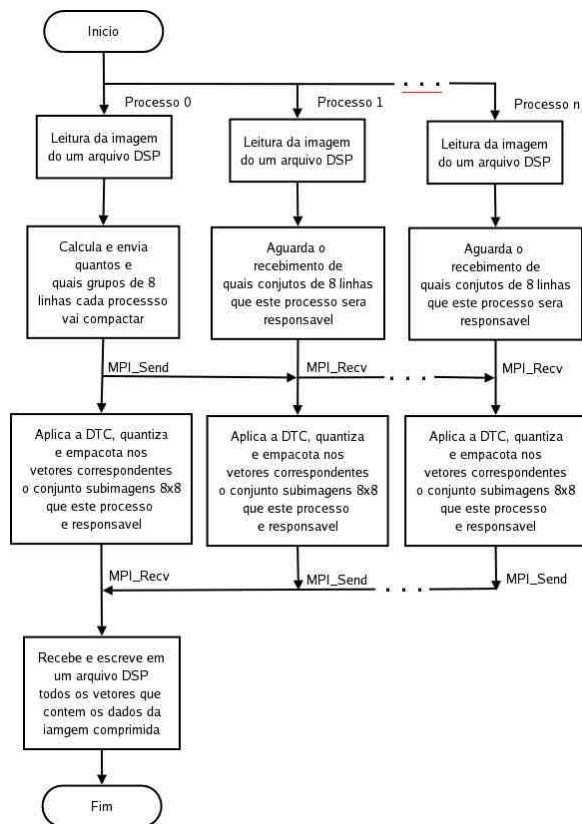 Inicio
. . .
Processo 0
Processo 1
Processo n
Leitura da imagem
do um arquivo DSP
Leitura da imagem
do um arquivo DSP
Leitura da imagem
do um arquivo DSP
Calcula e envia
quantos e
quais grupos de 8
linhas cada processso
vai compactar
Aguarda o
recebimento de
quais conjutos de 8 linhas
que este processo sera
responsavel
Aguarda o
recebimento de
quais conjutos de 8 linhas
que este processo sera
responsavel
MPI_Send
MPI_Recv
. . .
MPI_Recv
Aplica a DTC, quantiza
e empacota nos
vetores correspondentes
o conjunto subimagens 8x8
que este processo
e responsavel
Aplica a DTC, quantiza
e empacota nos
vetores correspondentes
o conjunto subimagens 8x8
que este processo
e responsavel
Aplica a DTC, quantiza
e empacota nos
vetores correspondentes
o conjunto subimagens 8x8
que este processo
e responsavel
MPI_Recv
MPI_Send
. . .
MPI_Send
Recebe e escreve em
um arquivo DSP
todos os vetores que
contem os dados da
iamgem comprimida
Fim